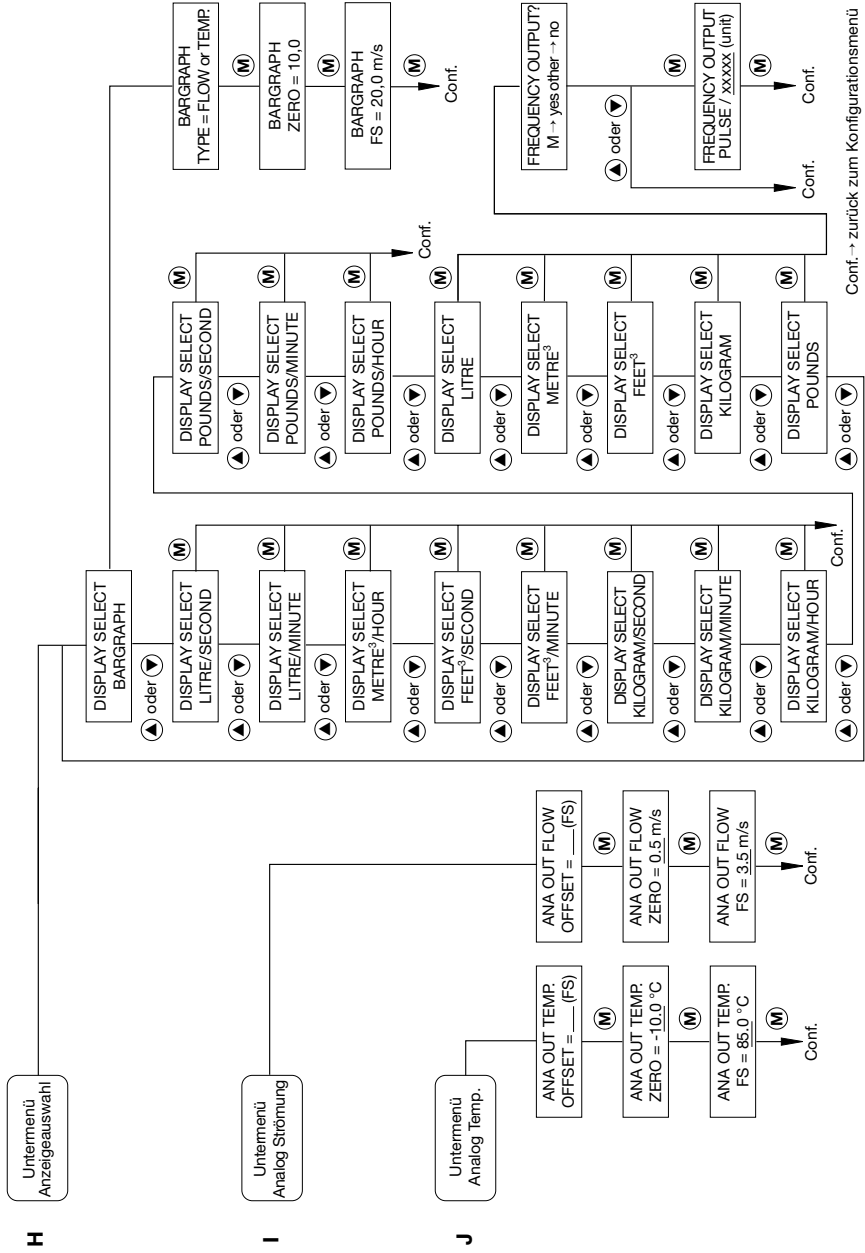 H
Untermenü
Anzeigeauswahl
DISPLAY SELECT
BARGRAPH
▲ oder ▼
DISPLAY SELECT
LITRE/SECOND
M
▲ oder ▼
DISPLAY SELECT
LITRE/MINUTE
M
▲ oder ▼
DISPLAY SELECT
METRE³/HOUR
M
▲ oder ▼
DISPLAY SELECT
FEET³/SECOND
M
▲ oder ▼
DISPLAY SELECT
FEET³/MINUTE
M
▲ oder ▼
DISPLAY SELECT
KILOGRAM/SECOND
M
▲ oder ▼
DISPLAY SELECT
KILOGRAM/MINUTE
M
▲ oder ▼
DISPLAY SELECT
KILOGRAM/HOUR
M
▲ oder ▼
Conf.
DISPLAY SELECT
POUNDS/SECOND
M
▲ oder ▼
DISPLAY SELECT
POUNDS/MINUTE
M
▲ oder ▼
DISPLAY SELECT
POUNDS/HOUR
M
Conf.
▲ oder ▼
DISPLAY SELECT
LITRE
M
▲ oder ▼
DISPLAY SELECT
METRE³
M
▲ oder ▼
DISPLAY SELECT
FEET³
M
▲ oder ▼
DISPLAY SELECT
KILOGRAM
M
▲ oder ▼
DISPLAY SELECT
POUNDS
M
▲ oder ▼
BARGRAPH
TYPE = FLOW or TEMP.
M
BARGRAPH
ZERO = 10,0
M
BARGRAPH
FS = 20,0 m/s
M
Conf.
FREQUENCY OUTPUT?
M → yes other → no
▲ oder ▼
M
FREQUENCY OUTPUT
PULSE / xxxxx (unit)
M
Conf.
Conf.
I
Untermenü
Analog Strömung
ANA OUT FLOW
OFFSET = __ (FS)
M
ANA OUT FLOW
ZERO = 0.5 m/s
M
ANA OUT FLOW
FS = 3.5 m/s
M
Conf.
J
Untermenü
Analog Temp.
ANA OUT TEMP.
OFFSET = __ (FS)
M
ANA OUT TEMP.
ZERO = -10.0 °C
M
ANA OUT TEMP.
FS = 85.0 °C
M
Conf.
Conf.→ zurück zum Konfigurationsmenü